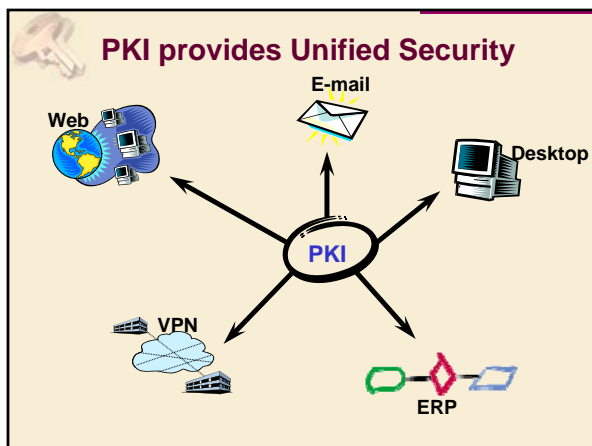 PKI provides Unified Security
E-mail
Web
Desktop
PKI
VPN
ERP